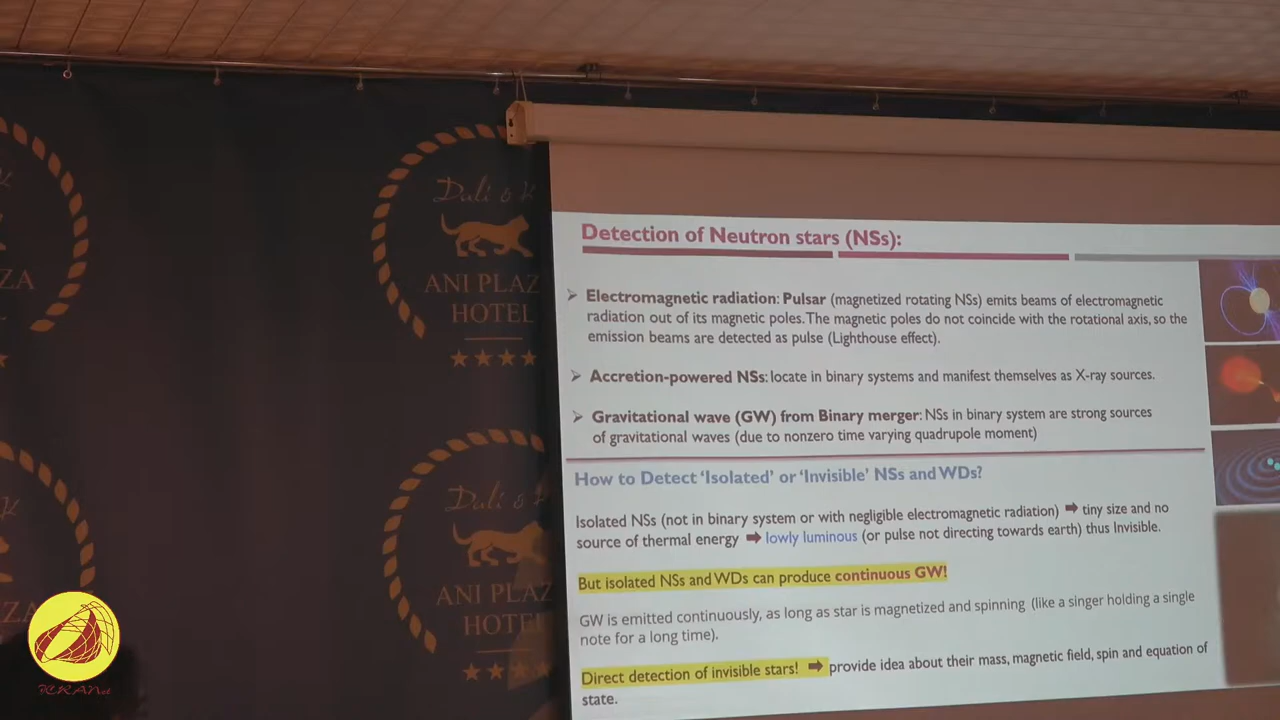 ZA
Duli & K
ANI PLAZ
HOTEL
Duli & K
ANI PLAZ
HOTEL
ZA
ICRANet
Detection of Neutron stars (NSs):
➢ Electromagnetic radiation: Pulsar (magnetized rotating NSs) emits beams of electromagnetic
radiation out of its magnetic poles. The magnetic poles do not coincide with the rotational axis, so the
emission beams are detected as pulse (Lighthouse effect).
➢ Accretion-powered NSs: locate in binary systems and manifest themselves as X-ray sources.
➢ Gravitational wave (GW) from Binary merger: NSs in binary system are strong sources
of gravitational waves (due to nonzero time varying quadrupole moment)
How to Detect ‘Isolated’ or ‘Invisible’ NSs and WDs?
Isolated NSs (not in binary system or with negligible electromagnetic radiation) ➡ tiny size and no
source of thermal energy ➡ lowly luminous (or pulse not directing towards earth) thus Invisible.
But isolated NSs and WDs can produce continuous GW!
GW is emitted continuously, as long as star is magnetized and spinning (like a singer holding a single
note for a long time).
Direct detection of invisible stars! ➡ provide idea about their mass, magnetic field, spin and equation of
state.